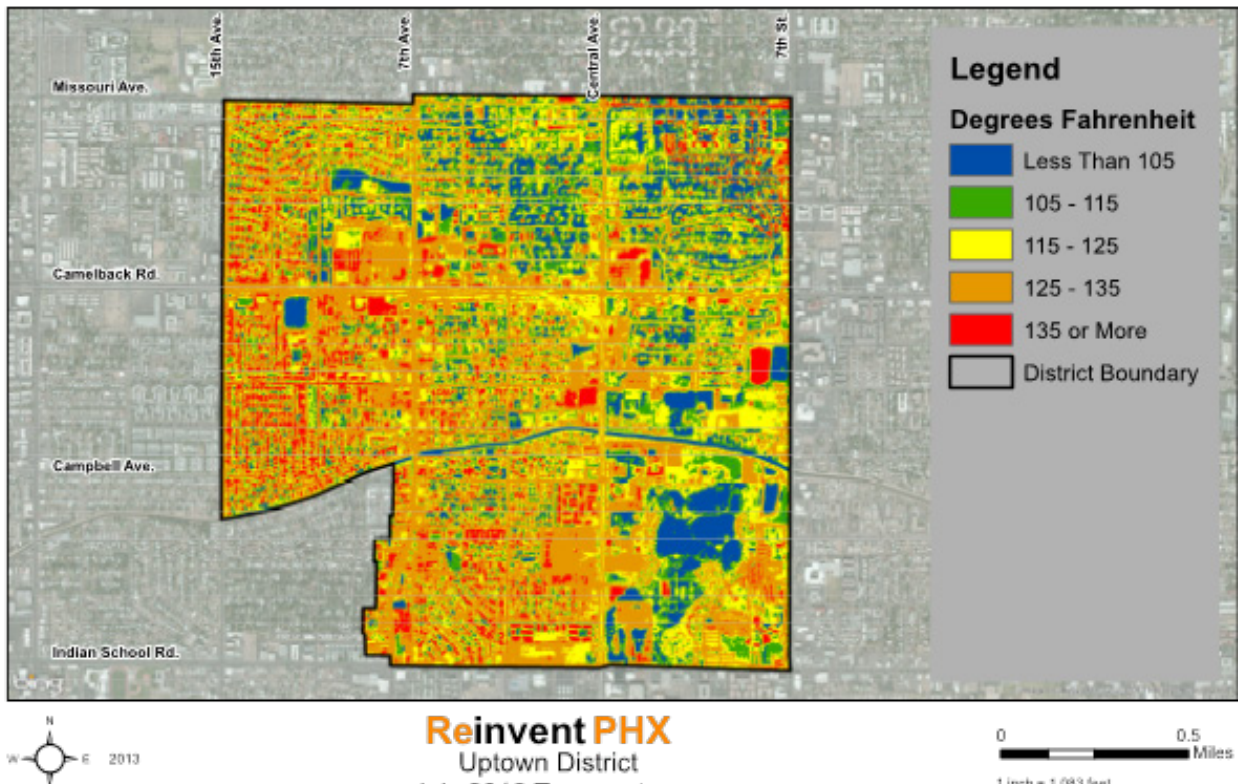 15th Ave.
7th Ave.
Central Ave.
7th St.
Missouri Ave.
Camelback Rd.
Campbell Ave.
Indian School Rd.
Legend
Degrees Fahrenheit
Less Than 105
105 - 115
115 - 125
125 - 135
135 or More
District Boundary
N
W
E
2013
Reinvent PHX
Uptown District
0
0.5
Miles